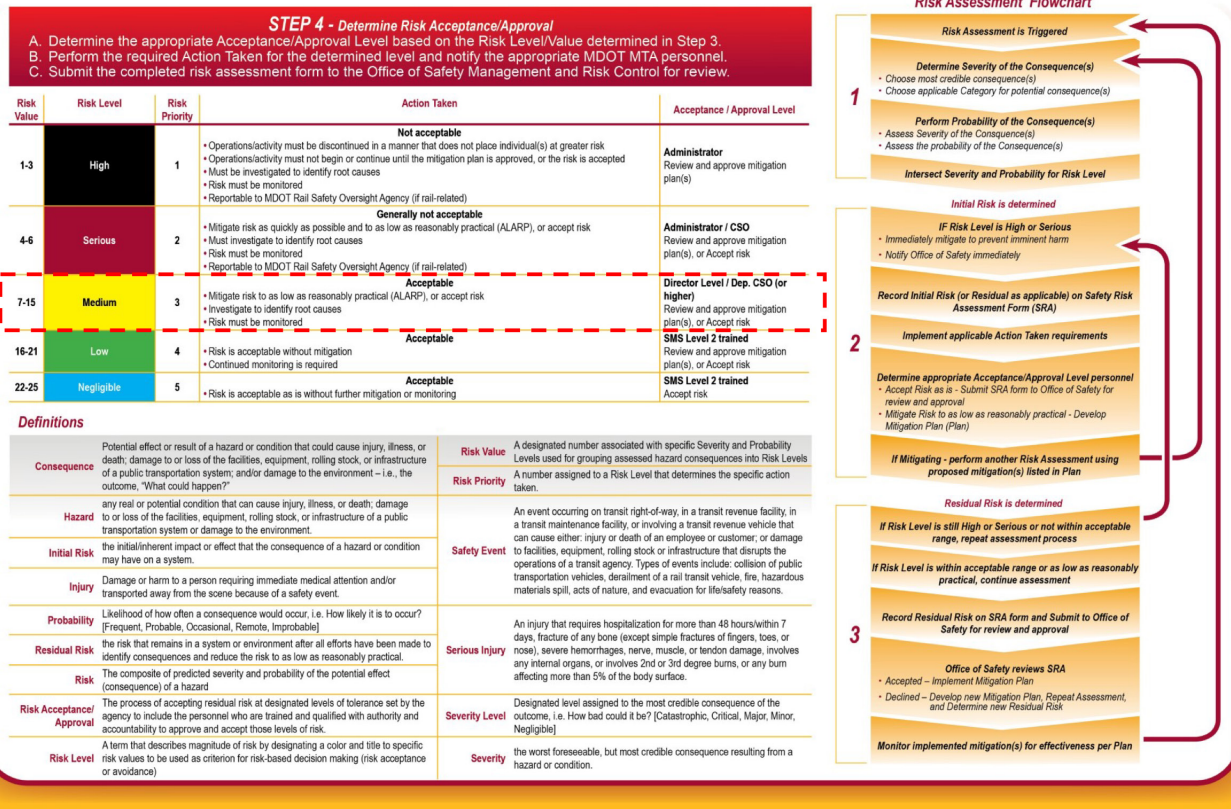 STEP 4 - Determine Risk Acceptance/Approval
A. Determine the appropriate Acceptance/Approval Level based on the Risk Level/Value determined in Step 3.
B. Perform the required Action Taken for the determined level and notify the appropriate MDOT MTA personnel.
C. Submit the completed risk assessment form to the Office of Safety Management and Risk Control for review.
Risk Value
Risk Level
Risk Priority
Action Taken
Acceptance / Approval Level
1-3
High
1
Not acceptable
• Operations/activity must be discontinued in a manner that does not place individual(s) at greater risk
• Operations/activity must not begin or continue until the mitigation plan is approved, or the risk is accepted
• Must be investigated to identify root causes
• Risk must be monitored
• Reportable to MDOT Rail Safety Oversight Agency (if rail-related)
Administrator
Review and approve mitigation
plan(s)
4-6
Serious
2
Generally not acceptable
• Mitigate risk as quickly as possible and to as low as reasonably practical (ALARP), or accept risk
• Must investigate to identify root causes
• Risk must be monitored
• Reportable to MDOT Rail Safety Oversight Agency (if rail-related)
Administrator / CSO
Review and approve mitigation
plan(s), or Accept risk
7-15
Medium
3
Acceptable
• Mitigate risk to as low as reasonably practical (ALARP), or accept risk
• Investigate to identify root causes
• Risk must be monitored
Director Level / Dep. CSO (or
higher)
Review and approve mitigation
plan(s), or Accept risk
16-21
Low
4
Acceptable
• Risk is acceptable without mitigation
• Continued monitoring is required
SMS Level 2 trained
Review and approve mitigation
plan(s), or Accept risk
22-25
Negligible
5
Acceptable
• Risk is acceptable as is without further mitigation or monitoring
SMS Level 2 trained
Accept risk
Definitions
Consequence
Potential effect or result of a hazard or condition that could cause injury, illness, or
death; damage to or loss of the facilities, equipment, rolling stock, or infrastructure
of a public transportation system; and/or damage to the environment – i.e., the
outcome, “What could happen?”
Hazard
any real or potential condition that can cause injury, illness, or death; damage
to or loss of the facilities, equipment, rolling stock, or infrastructure of a public
transportation system or damage to the environment.
Initial Risk
the initial/inherent impact or effect that the consequence of a hazard or condition
may have on a system.
Injury
Damage or harm to a person requiring immediate medical attention and/or
transported away from the scene because of a safety event.
Probability
Likelihood of how often a consequence would occur, i.e. How likely it is to occur?
[Frequent, Probable, Occasional, Remote, Improbable]
Residual Risk
the risk that remains in a system or environment after all efforts have been made to
identify consequences and reduce the risk to as low as reasonably practical.
Risk
The composite of predicted severity and probability of the potential effect
(consequence) of a hazard
Risk Acceptance/
Approval
The process of accepting residual risk at designated levels of tolerance set by the
agency to include the personnel who are trained and qualified with authority and
accountability to approve and accept those levels of risk.
Risk Level
A term that describes magnitude of risk by designating a color and title to specific
risk values to be used as criterion for risk-based decision making (risk acceptance
or avoidance)
Risk Value
A designated number associated with specific Severity and Probability
Levels used for grouping assessed hazard consequences into Risk Levels
Risk Priority
A number assigned to a Risk Level that determines the specific action
taken.
Safety Event
An event occurring on transit right-of-way, in a transit revenue facility, in
a transit maintenance facility, or involving a transit revenue vehicle that
can cause either: injury or death of an employee or customer; or damage
to facilities, equipment, rolling stock or infrastructure that disrupts the
operations of a transit agency. Types of events include: collision of public
transportation vehicles, derailment of a rail transit vehicle, fire, hazardous
materials spill, acts of nature, and evacuation for life/safety reasons.
Serious Injury
An injury that requires hospitalization for more than 48 hours/within 7
days, fracture of any bone (except simple fractures of fingers, toes, or
nose), severe hemorrhages, nerve, muscle, or tendon damage, involves
any internal organs, or involves 2nd or 3rd degree burns, or any burn
affecting more than 5% of the body surface.
Severity Level
Designated level assigned to the most credible consequence of the
outcome, i.e. How bad could it be? [Catastrophic, Critical, Major, Minor,
Negligible]
Severity
the worst foreseeable, but most credible consequence resulting from a
hazard or condition.
Risk Assessment Flowchart
1
Risk Assessment is Triggered
Determine Severity of the Consequence(s)
• Choose most credible consequence(s)
• Choose applicable Category for potential consequence(s)
Perform Probability of the Consequence(s)
• Assess Severity of the Consquence(s)
• Assess the probability of the Consequence(s)
Intersect Severity and Probability for Risk Level
Initial Risk is determined
2
IF Risk Level is High or Serious
• Immediately mitigate to prevent imminent harm
• Notify Office of Safety immediately
Record Initial Risk (or Residual as applicable) on Safety Risk
Assessment Form (SRA)
Implement applicable Action Taken requirements
Determine appropriate Acceptance/Approval Level personnel
• Accept Risk as is - Submit SRA form to Office of Safety for
review and approval
• Mitigate Risk to as low as reasonably practical - Develop
Mitigation Plan (Plan)
If Mitigating - perform another Risk Assessment using
proposed mitigation(s) listed in Plan
Residual Risk is determined
3
If Risk Level is still High or Serious or not within acceptable
range, repeat assessment process
If Risk Level is within acceptable range or as low as reasonably
practical, continue assessment
Record Residual Risk on SRA form and Submit to Office of
Safety for review and approval
Office of Safety reviews SRA
• Accepted – Implement Mitigation Plan
• Declined – Develop new Mitigation Plan, Repeat Assessment,
and Determine new Residual Risk
Monitor implemented mitigation(s) for effectiveness per Plan